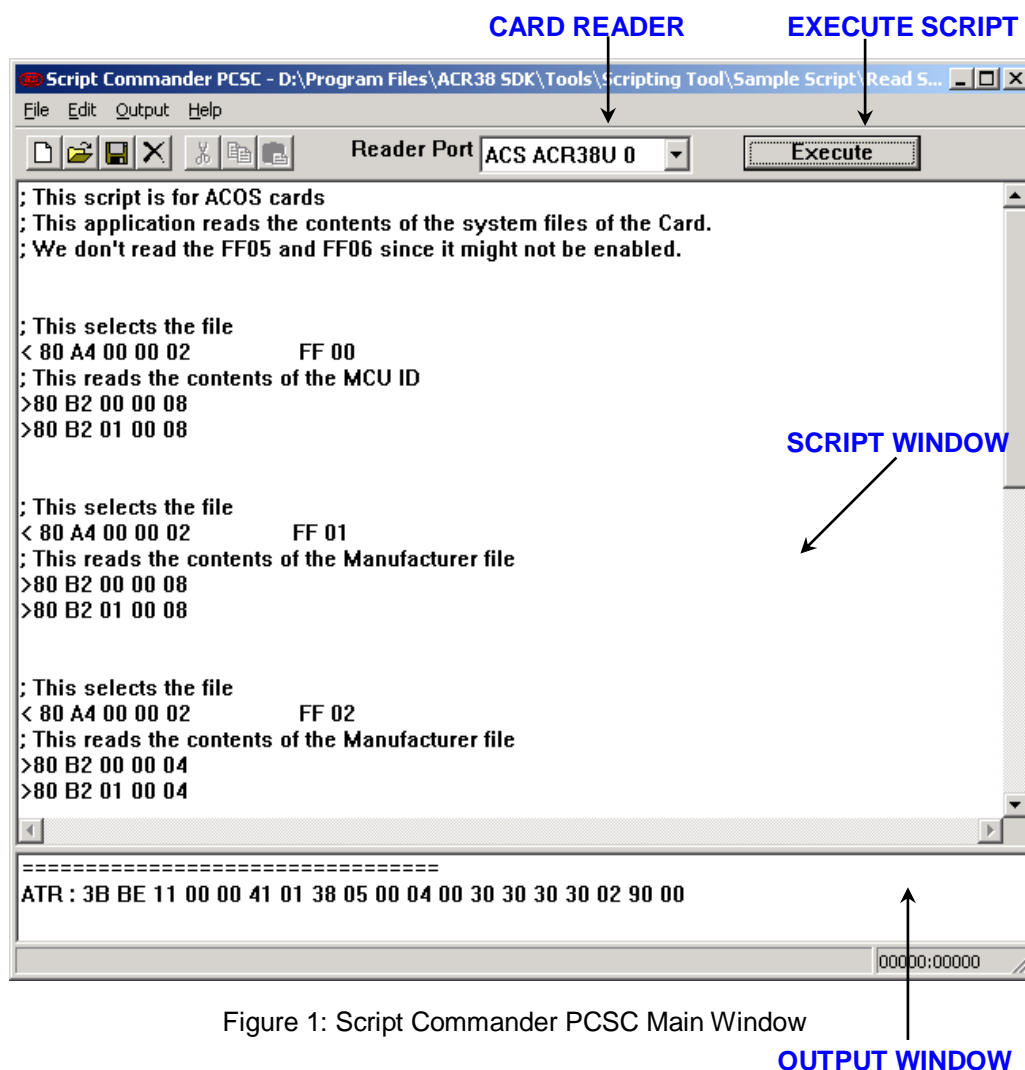 CARD READER EXECUTE SCRIPT
Script Commander PCSC - D:\Program Files\ACR38 SDK\Tools\Scripting Tool\Sample Script\Read S...
File Edit Output Help
Reader Port ACS ACR38U 0 Execute
; This script is for ACOS cards
; This application reads the contents of the system files of the Card.
; We don't read the FF05 and FF06 since it might not be enabled.
; This selects the file
< 80 A4 00 00 02 FF 00
; This reads the contents of the MCU ID
>80 B2 00 00 08
>80 B2 01 00 08
SCRIPT WINDOW
; This selects the file
< 80 A4 00 00 02 FF 01
; This reads the contents of the Manufacturer file
>80 B2 00 00 08
>80 B2 01 00 08
; This selects the file
< 80 A4 00 00 02 FF 02
; This reads the contents of the Manufacturer file
>80 B2 00 00 04
>80 B2 01 00 04
=================================
ATR : 3B BE 11 00 00 41 01 38 05 00 04 00 30 30 30 30 02 90 00
00000:00000
Figure 1: Script Commander PCSC Main Window
OUTPUT WINDOW